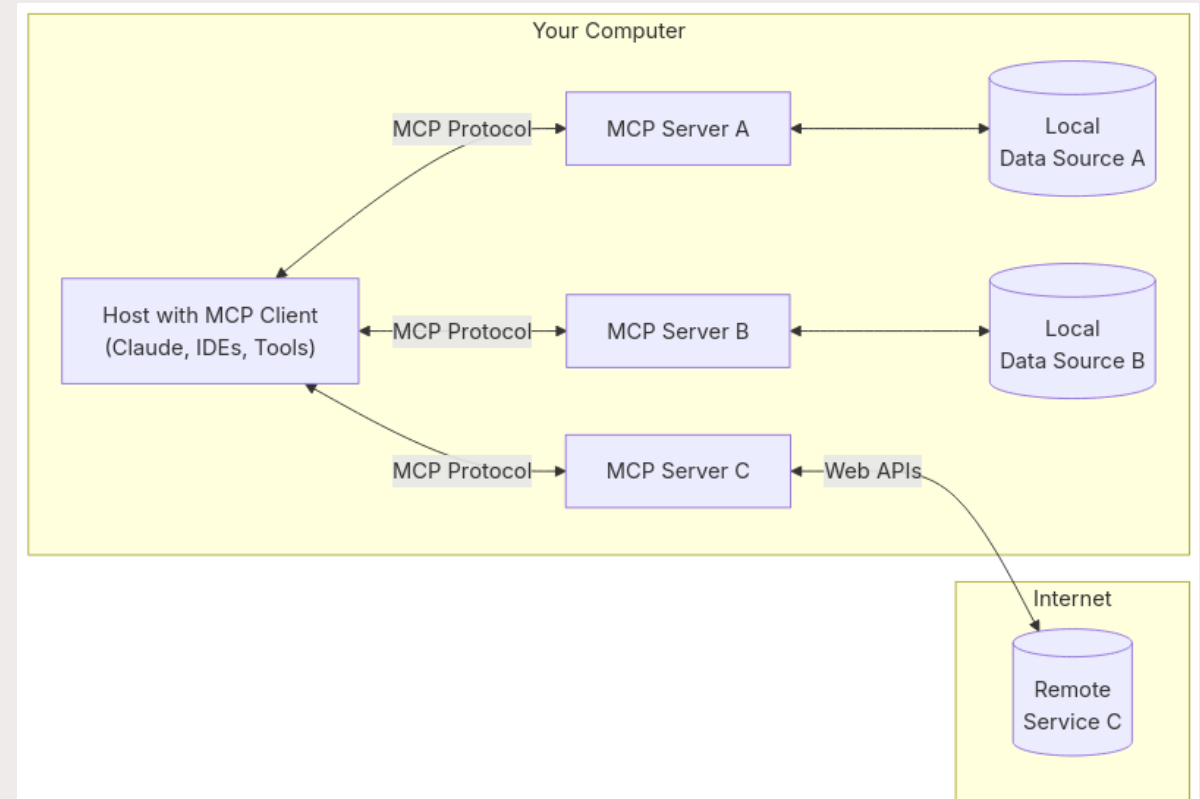 Your Computer
MCP Protocol
MCP Server A
Local
Data Source A
Host with MCP Client
(Claude, IDEs, Tools)
MCP Protocol
MCP Server B
Local
Data Source B
MCP Protocol
MCP Server C
Web APIs
Internet
Remote
Service C